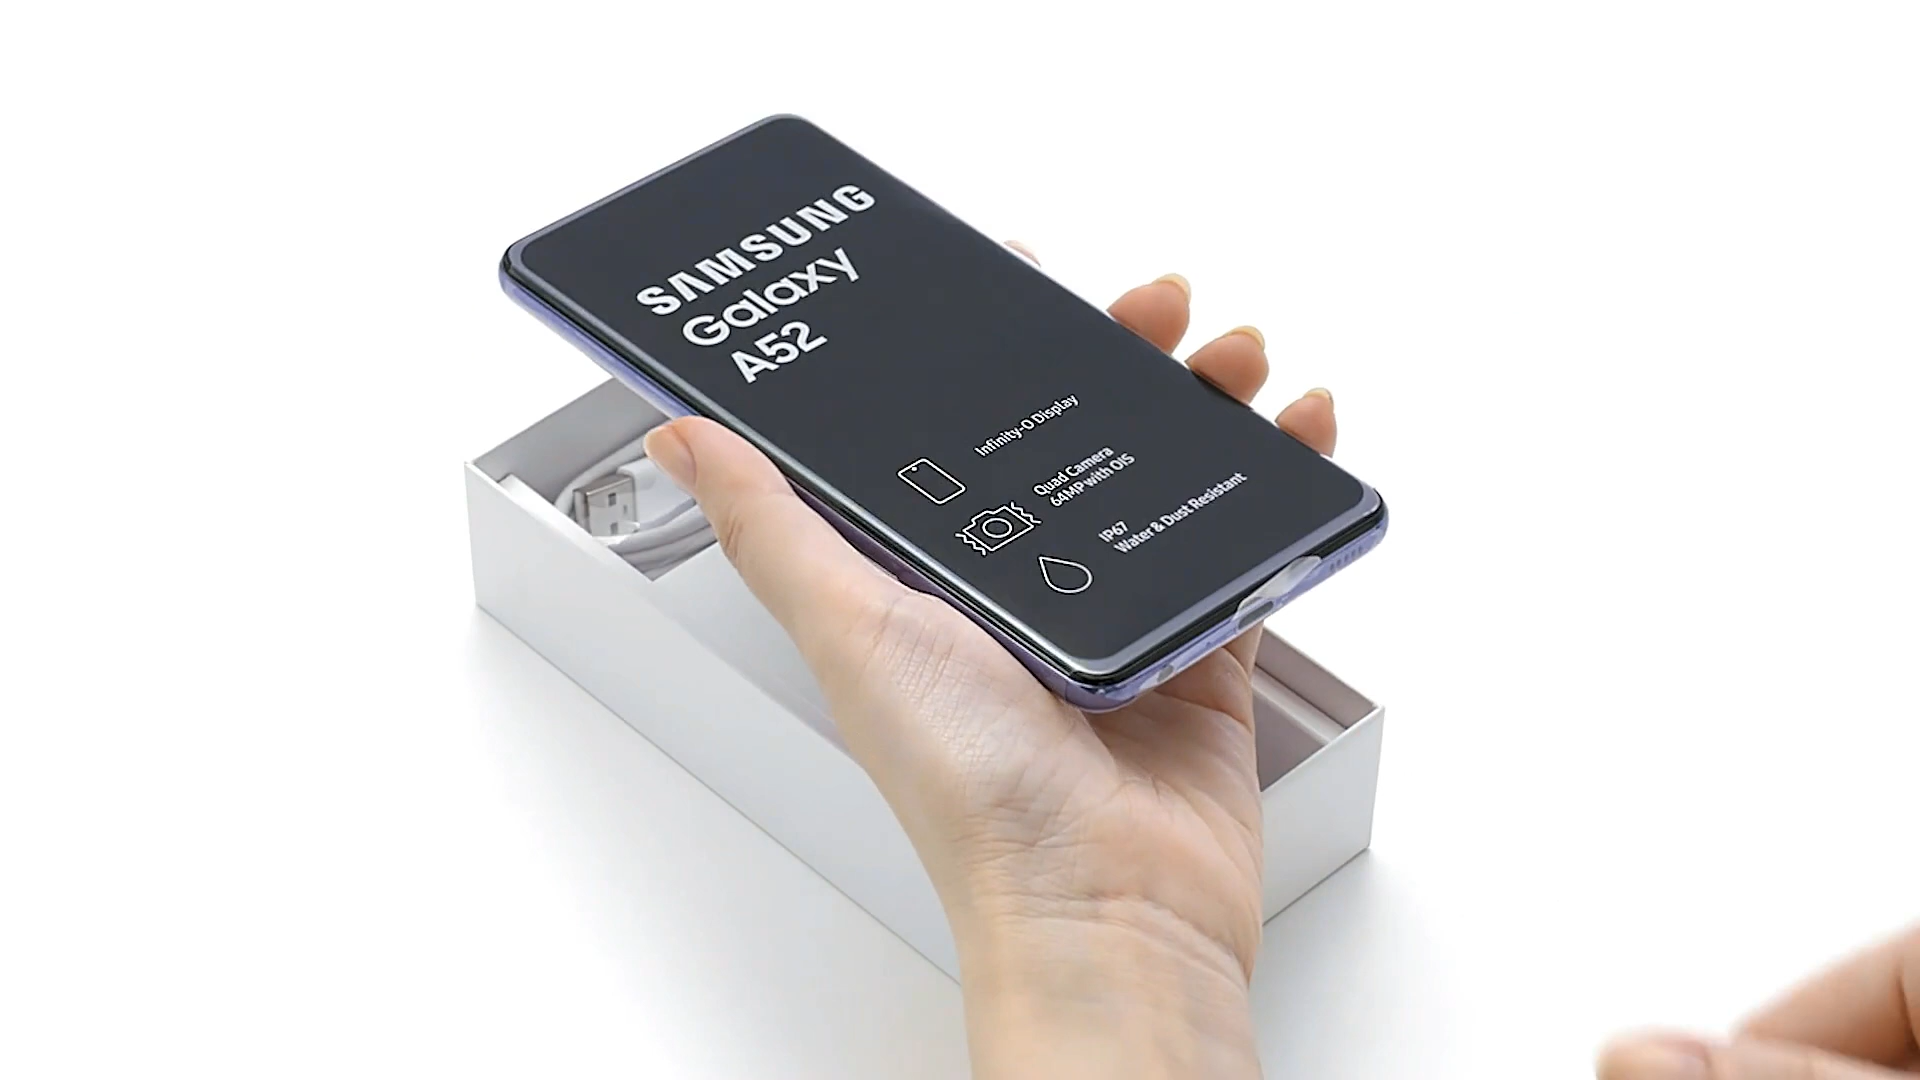 SAMSUNG
Galaxy
A52
Infinity-O Display
Quad Camera
64MP with OIS
IP67
Water & Dust Resistant